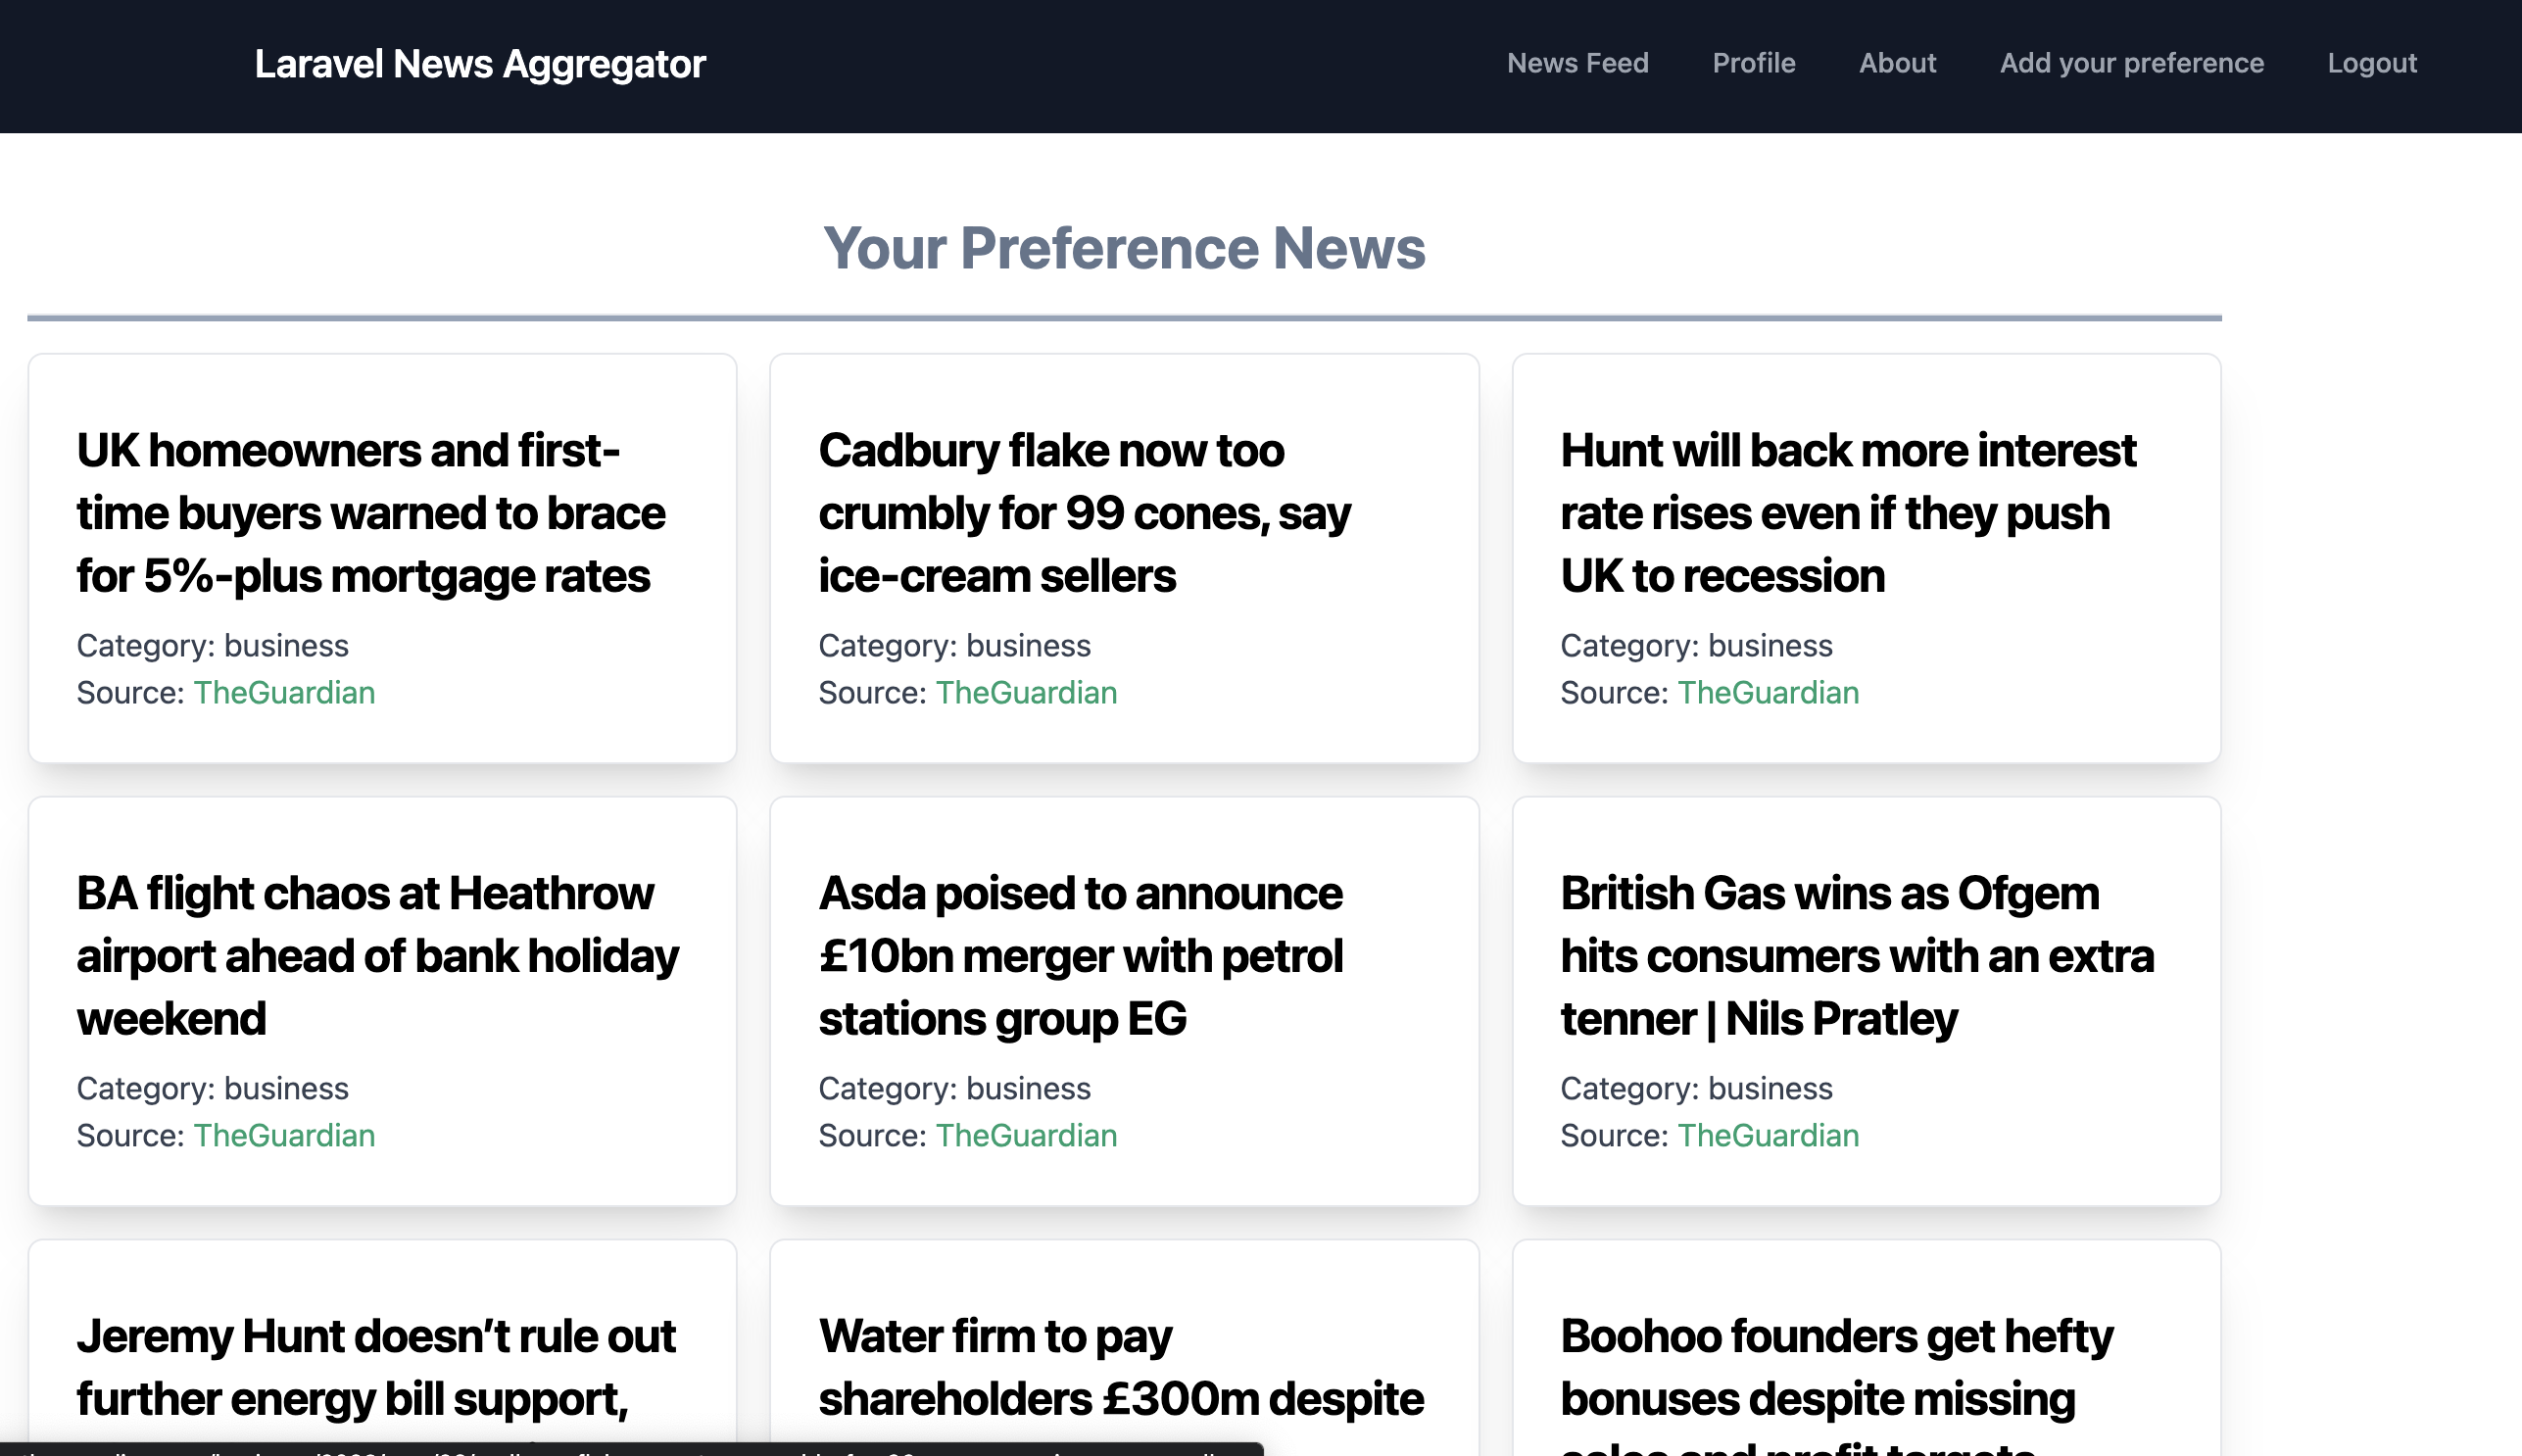 Laravel News Aggregator
News Feed Profile About Add your preference Logout
Your Preference News
UK homeowners and first-
time buyers warned to brace
for 5%-plus mortgage rates
Category: business
Source: TheGuardian
Cadbury flake now too
crumbly for 99 cones, say
ice-cream sellers
Category: business
Source: TheGuardian
Hunt will back more interest
rate rises even if they push
UK to recession
Category: business
Source: TheGuardian
BA flight chaos at Heathrow
airport ahead of bank holiday
weekend
Category: business
Source: TheGuardian
Asda poised to announce
£10bn merger with petrol
stations group EG
Category: business
Source: TheGuardian
British Gas wins as Ofgem
hits consumers with an extra
tenner | Nils Pratley
Category: business
Source: TheGuardian
Jeremy Hunt doesn’t rule out
further energy bill support,
Water firm to pay
shareholders £300m despite
Boohoo founders get hefty
bonuses despite missing
sales and profit targets